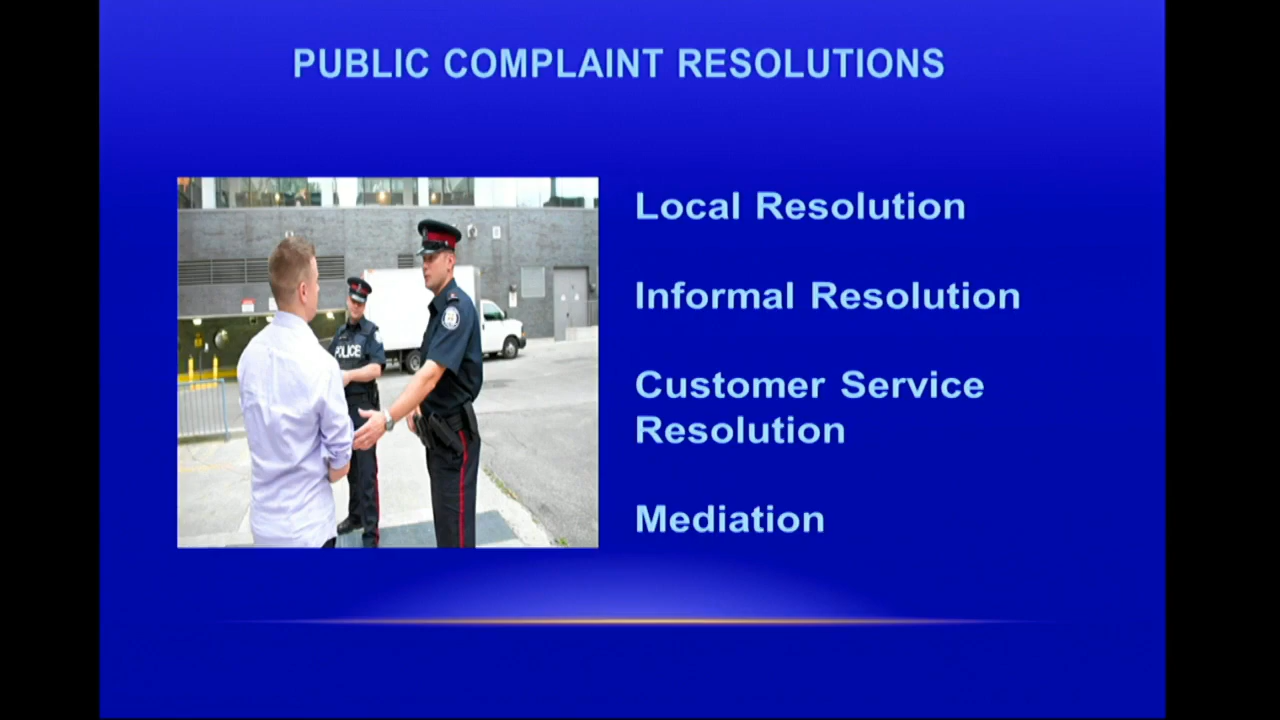 PUBLIC COMPLAINT RESOLUTIONS
Local Resolution
Informal Resolution
Customer Service
Resolution
Mediation
POLICE